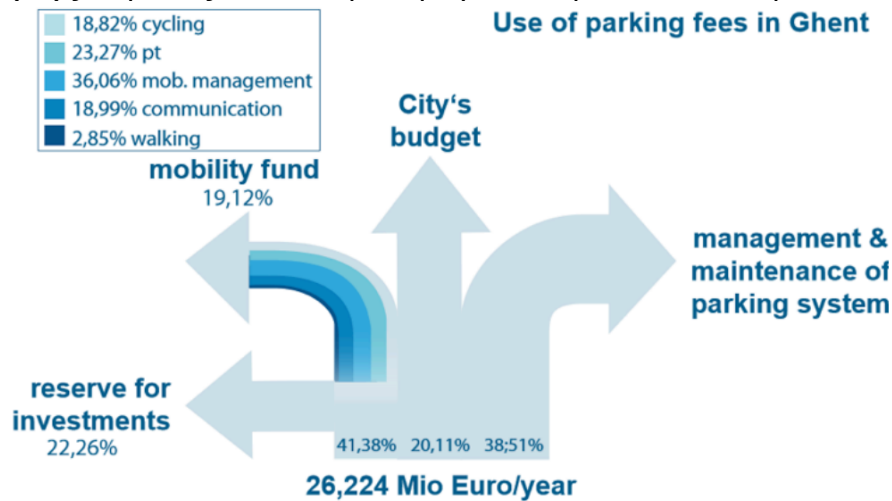 Use of parking fees in Ghent
18,82% cycling
23,27% pt
36,06% mob. management
18,99% communication
2,85% walking
City‘s
budget
mobility fund
19,12%
management &
maintenance of
parking system
reserve for
investments
22,26%
41,38% 20,11% 38;51%
26,224 Mio Euro/year